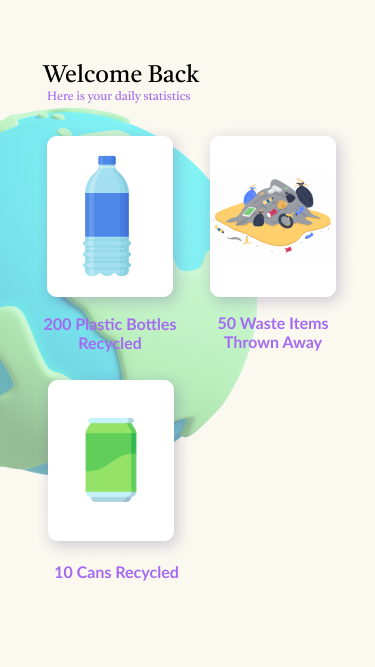 Welcome Back
Here is your daily statistics
200 Plastic Bottles
Recycled
50 Waste Items
Thrown Away
10 Cans Recycled